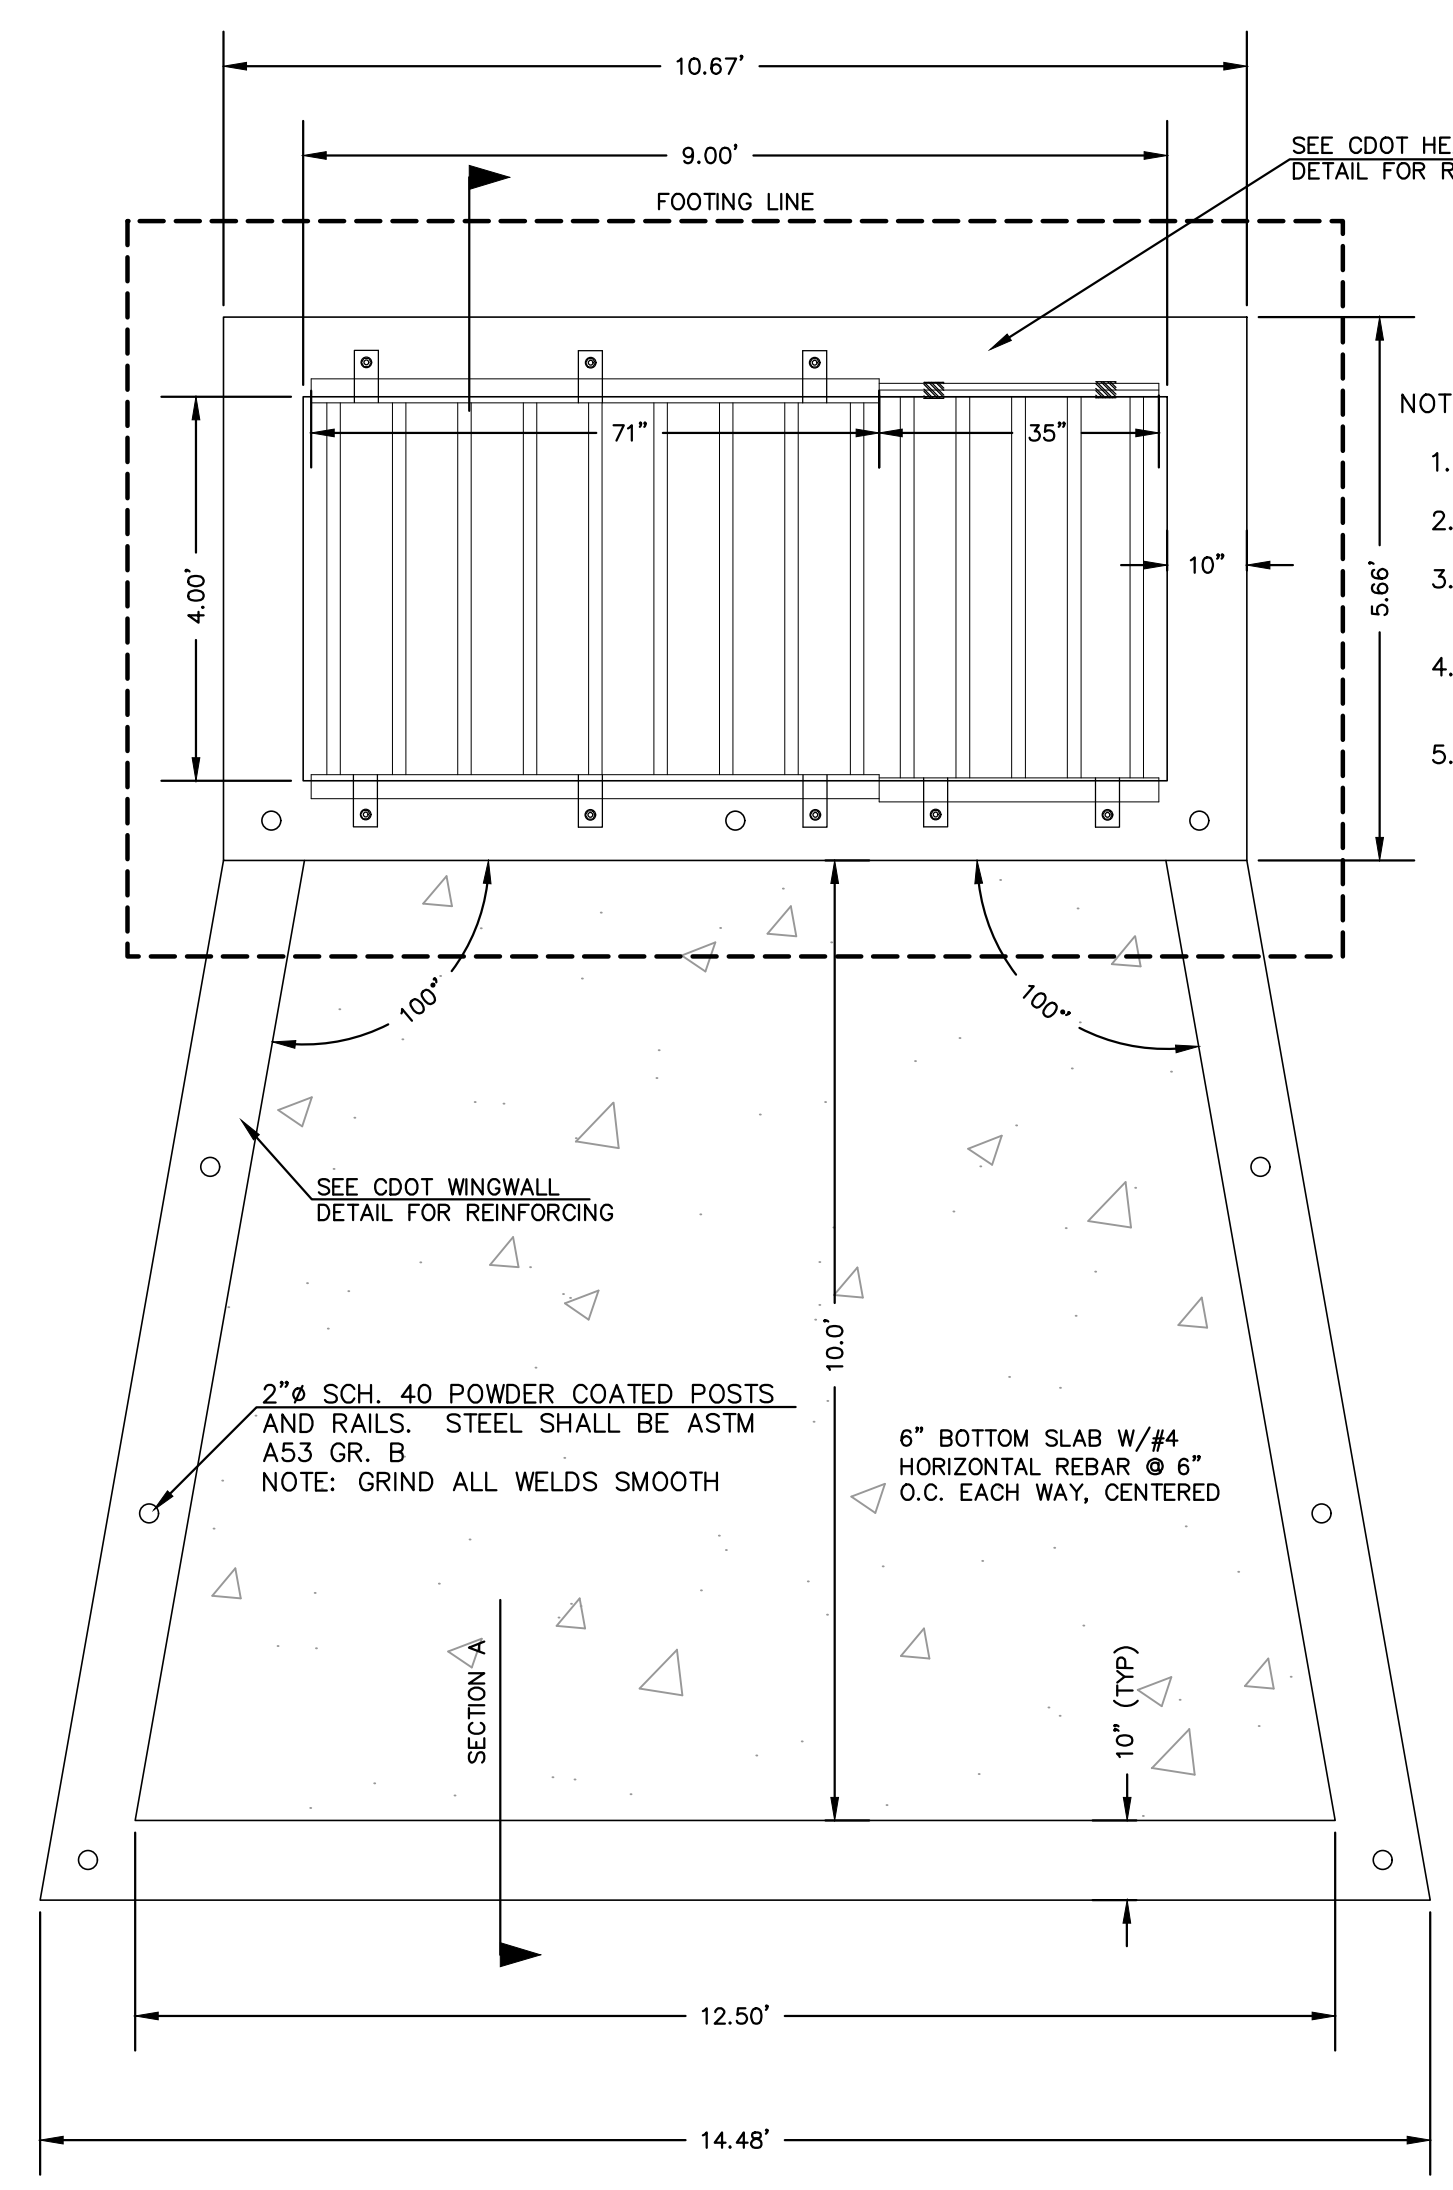 10.67'
9.00'
SEE CDOT HE
DETAIL FOR R
FOOTING LINE
NOT
71"
35"
1.
2.
10"
3.
4.00'
5.66'
4.
5.
100°'
100°'
SEE CDOT WINGWALL
DETAIL FOR REINFORCING
10.0'
2"ø SCH. 40 POWDER COATED POSTS
AND RAILS. STEEL SHALL BE ASTM
A53 GR. B
NOTE: GRIND ALL WELDS SMOOTH
6" BOTTOM SLAB W/#4
HORIZONTAL REBAR @ 6"
O.C. EACH WAY, CENTERED
SECTION A
10" (TYP)
12.50'
14.48'